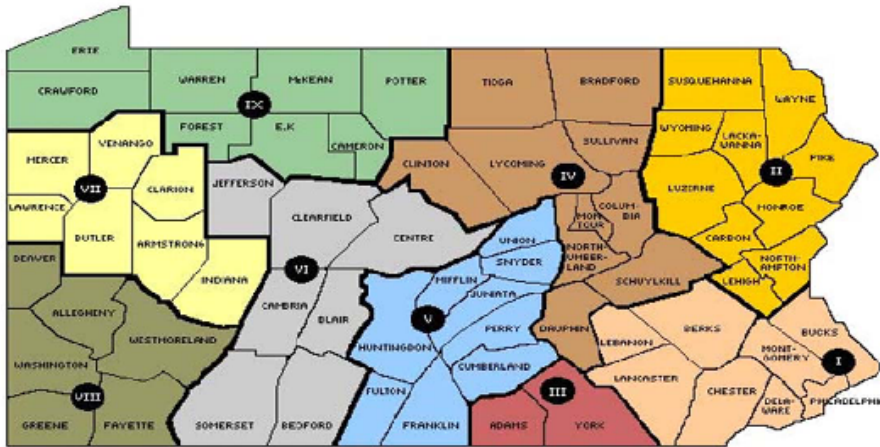 ERIE
CRAWFORD
WARREN
McKEAN
POTTER
IX
FOREST
E.K
CAMERON
TIOGA
BRADFORD
CLINTON
LYCOMING
SULLIVAN
IV
COLUM-
BIA
MON
TOUR
NORTH-
UMBER-
LAND
SCHUYLKILL
DAUPHIN
SUSQUEHANNA
WAYNE
WYOMING
LACKA-
WANNA
PIKE
II
LUZERNE
MONROE
CARBON
NORTH-
AMPTON
LEHIGH
MERCER
VENANGO
VII
CLARION
LAWRENCE
BUTLER
ARMSTRONG
INDIANA
JEFFERSON
CLEARFIELD
CENTRE
VI
CAMBRIA
BLAIR
SOMERSET
BEDFORD
UNION
SNYDER
MIFFLIN
JUNIATA
V
PERRY
HUNTINGDON
CUMBERLAND
FULTON
FRANKLIN
BEAVER
ALLEGHENY
WESTMORELAND
WASHINGTON
VIII
GREENE
FAYETTE
III
ADAMS
YORK
LEBANON
BERKS
BUCKS
MONT-
GOMERY
I
LANCASTER
CHESTER
DELA-
WARE
PHILADELPHIA